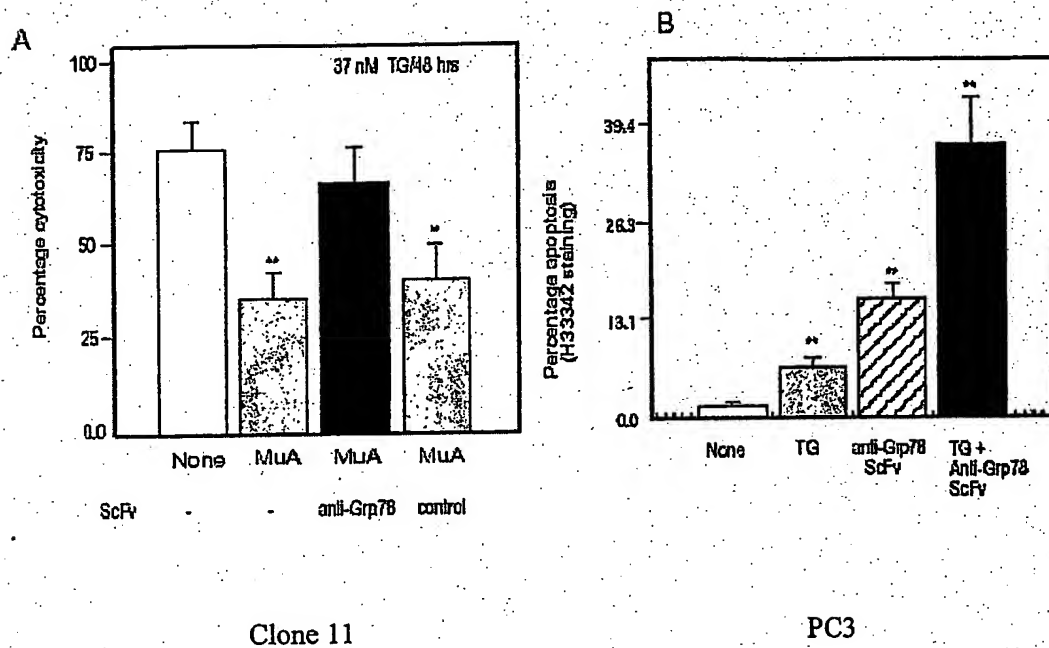 A
37 nM TG/48 hrs
100
75
50
25
0.0
Percentage cytotoxicity
**
*
None MuA MuA MuA
ScFv - - anti-Grp78 control
Clone 11
B
39.4
26.3
13.1
0.0
Percentage apoptosis
(H33342 staining)
**
**
**
None TG anti-Grp78 TG +
ScFv Anti-Grp78
ScFv
PC3